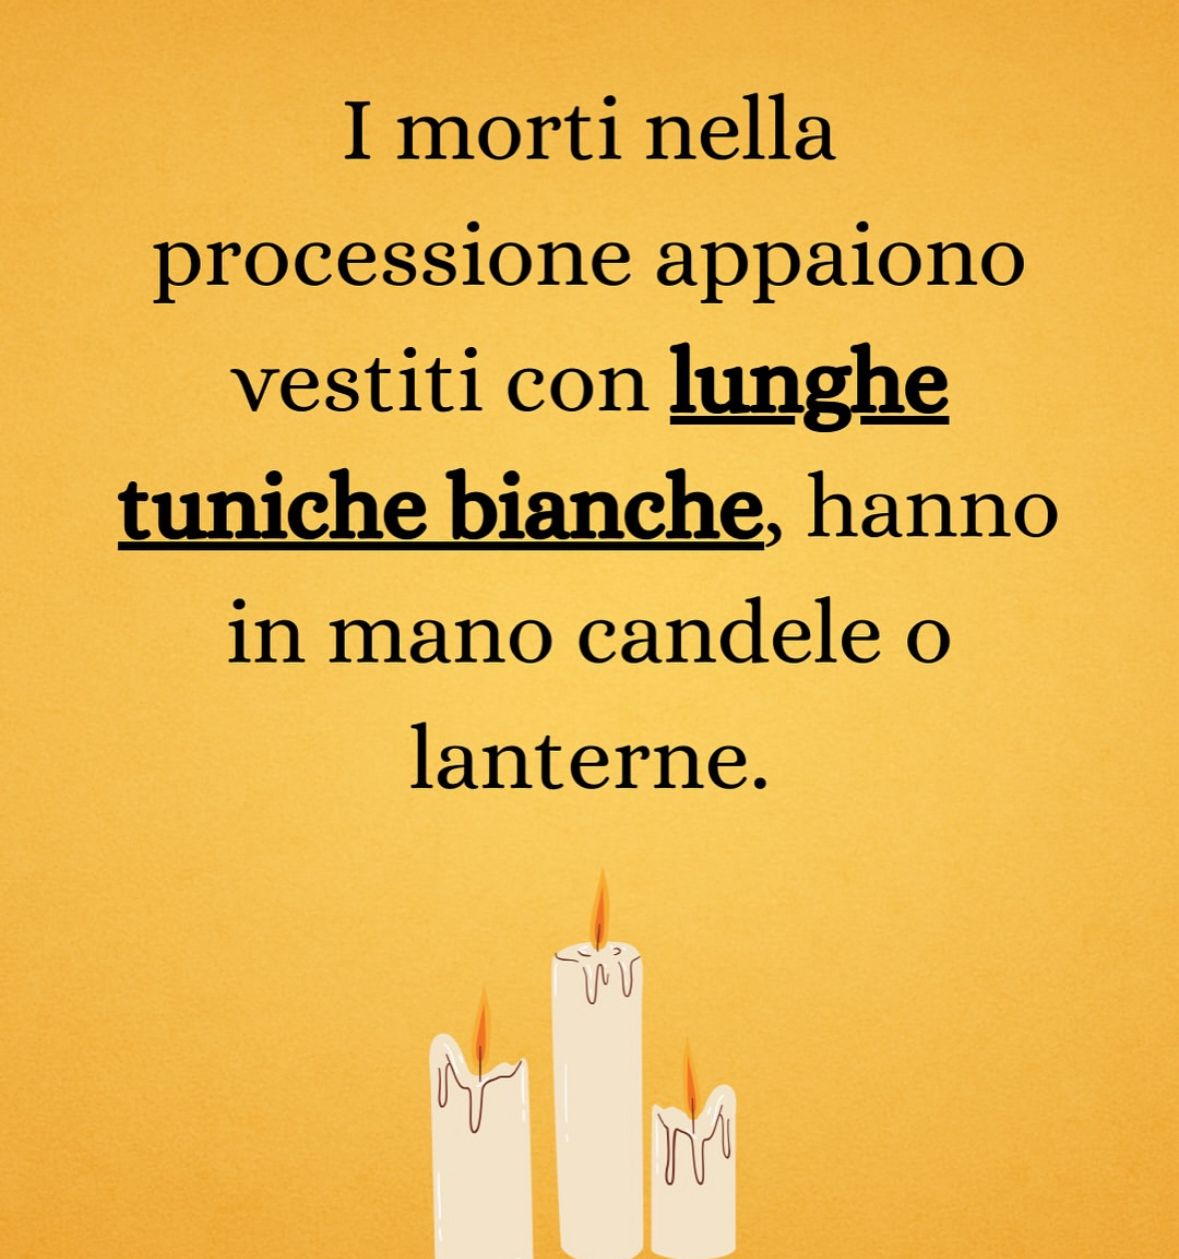 I morti nella
processione appaiono
vestiti con lunghe
tuniche bianche, hanno
in mano candele o
lanterne.